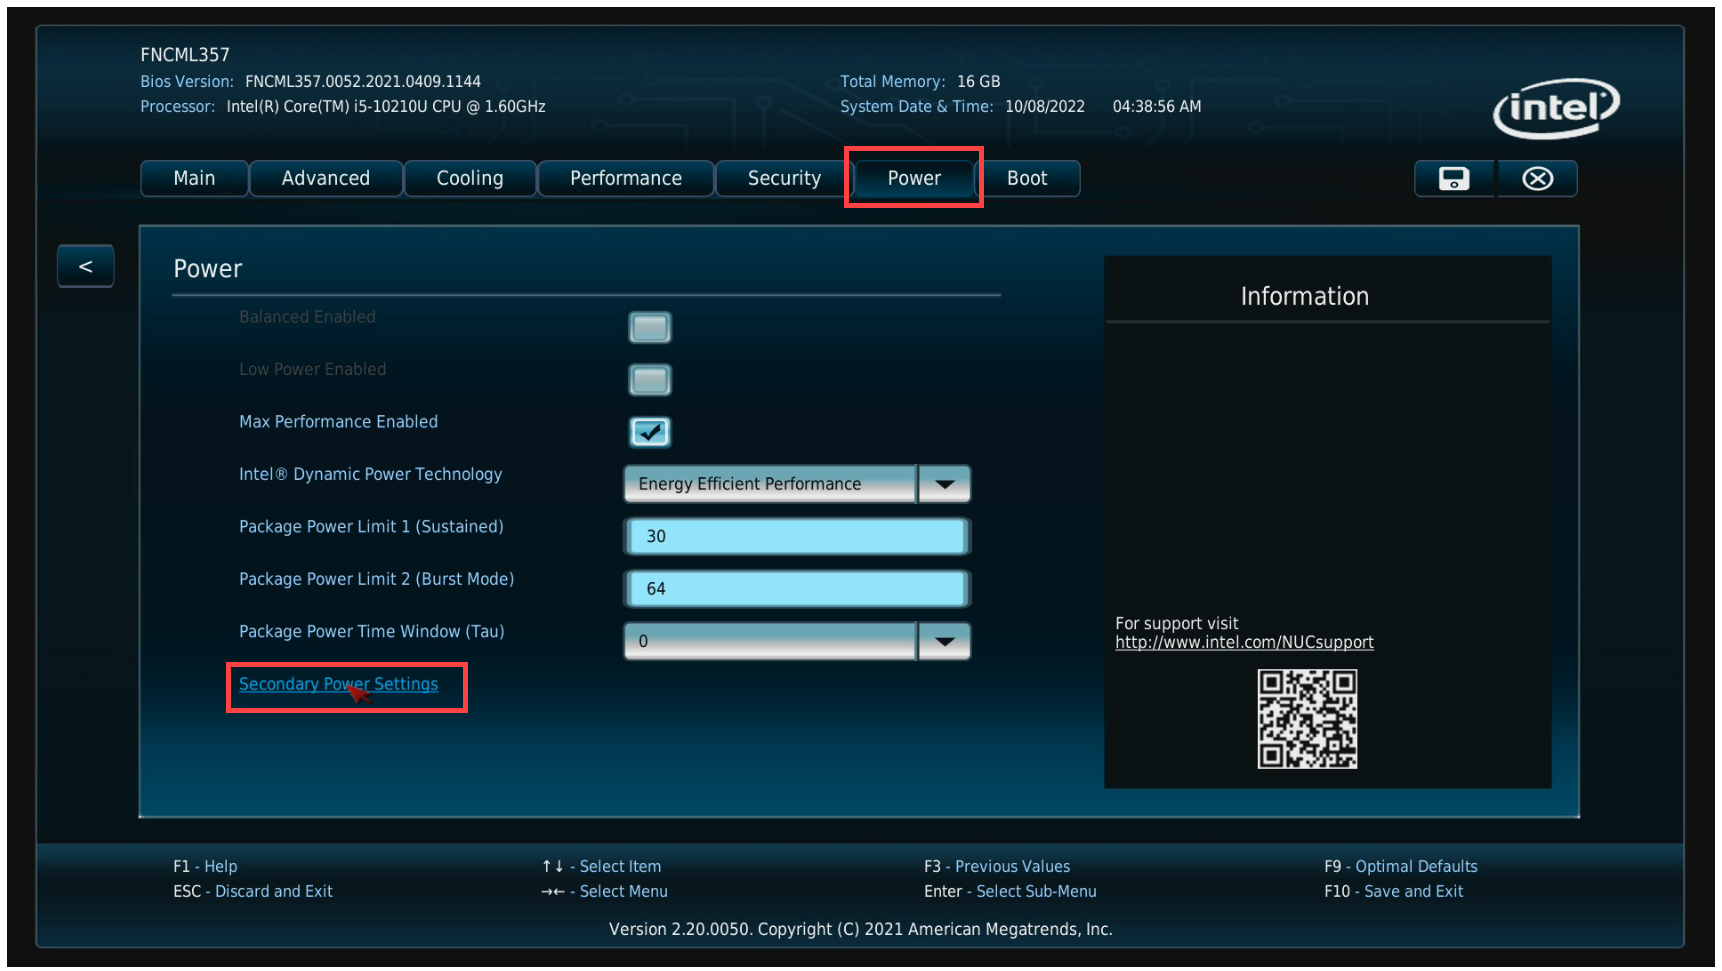 FNCML357
Bios Version: FNCML357.0052.2021.0409.1144
Total Memory: 16 GB
Processor: Intel(R) Core(TM) i5-10210U CPU @ 1.60GHz
System Date & Time: 10/08/2022 04:38:56 AM
intel
Main Advanced Cooling Performance Security Power Boot
<
Power
Information
Balanced Enabled
Low Power Enabled
Max Performance Enabled
Intel® Dynamic Power Technology Energy Efficient Performance
Package Power Limit 1 (Sustained) 30
Package Power Limit 2 (Burst Mode) 64
Package Power Time Window (Tau) 0
Secondary Power Settings
For support visit
http://www.intel.com/NUCsupport
F1 - Help ↑↓ - Select Item F3 - Previous Values F9 - Optimal Defaults
ESC - Discard and Exit →← - Select Menu Enter - Select Sub-Menu F10 - Save and Exit
Version 2.20.0050. Copyright (C) 2021 American Megatrends, Inc.